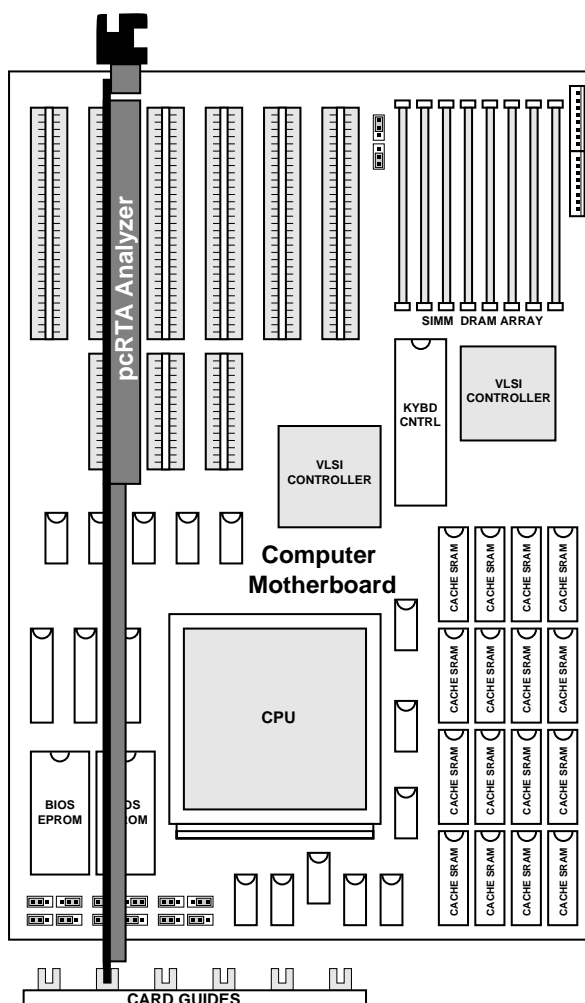 pcRTA Analyzer
SIMM DRAM ARRAY
KYBD
CNTRL
VLSI
CONTROLLER
VLSI
CONTROLLER
Computer
Motherboard
CACHE SRAM
CACHE SRAM
CACHE SRAM
CACHE SRAM
CACHE SRAM
CACHE SRAM
CACHE SRAM
CACHE SRAM
CPU
CACHE SRAM
CACHE SRAM
CACHE SRAM
CACHE SRAM
BIOS
EPROM
OS
ROM
CACHE SRAM
CACHE SRAM
CACHE SRAM
CACHE SRAM
CARD GUIDES